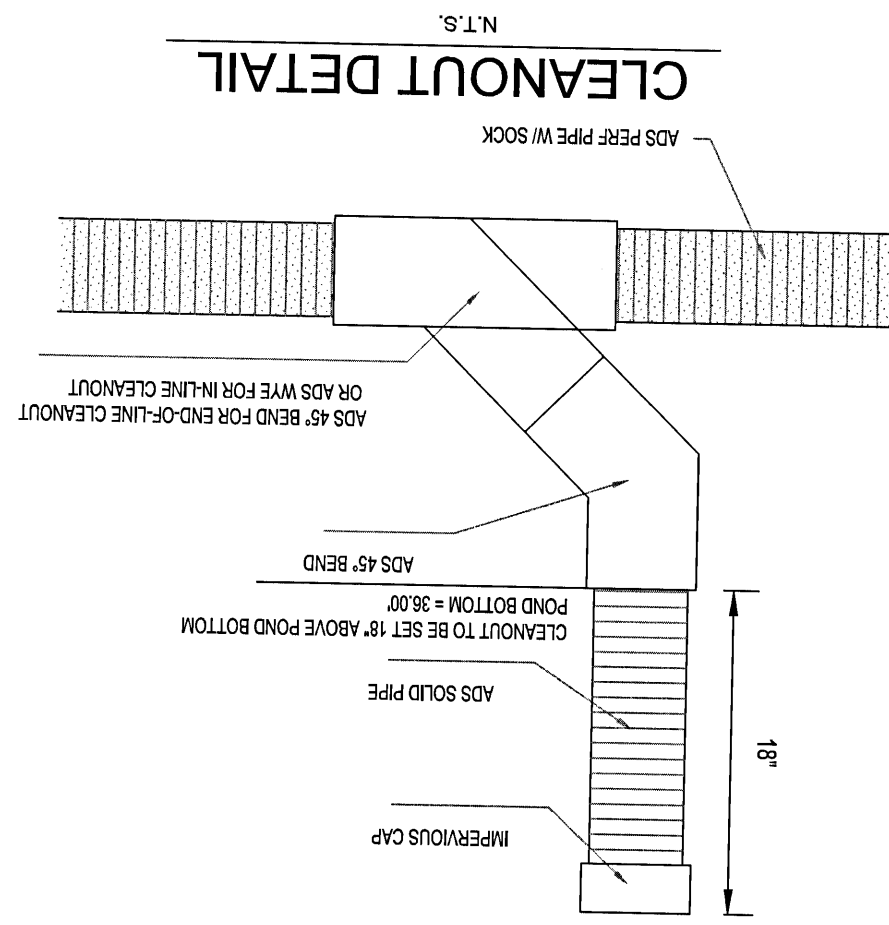 IMPERVIOUS CAP
18"
ADS SOLID PIPE
CLEANOUT TO BE SET 18" ABOVE POND BOTTOM
POND BOTTOM = 36.00'
ADS 45° BEND
ADS 45° BEND FOR END-OF-LINE CLEANOUT
OR ADS WYE FOR IN-LINE CLEANOUT
ADS PERF PIPE W/ SOCK
CLEANOUT DETAIL
N.T.S.